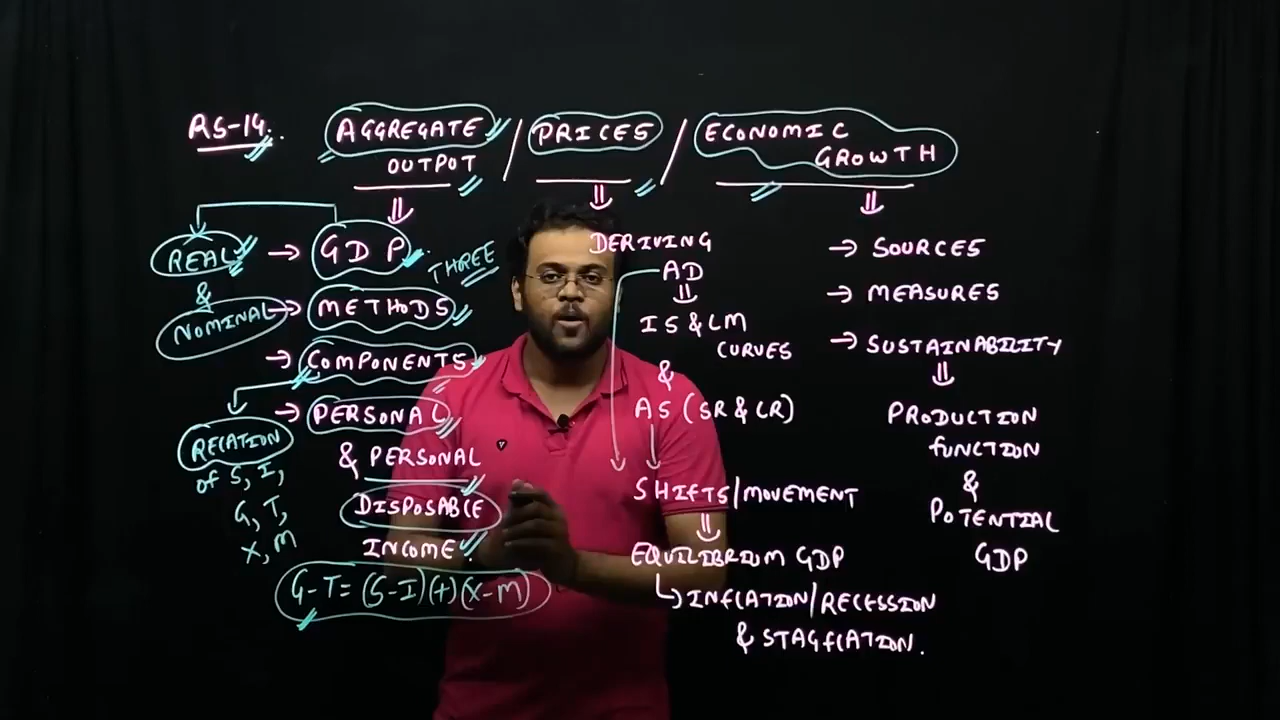 RS-14..
AGGREGATE
OUTPOT
/
PRICES
/
ECONOMIC
GROWTH
REAL
&
NOMINAL
→ GDP
THREE
→ METHODS
→ COMPONENTS
→ PERSONAL
& PERSONAL
DISPOSABLE
INCOME
RELATION
of S, I,
G, T,
X, M
G-T = (S-I)(+)(X-M)
DERIVING
AD
IS & LM
CURVES
&
AS (SR & LR)
SHIFTS/MOVEMENT
EQUILIBRIUM GDP
INFLATION/RECESSION
& STAGFLATION.
→ SOURCES
→ MEASURES
→ SUSTAINABILITY
PRODUCTION
FUNCTION
&
POTENTIAL
GDP